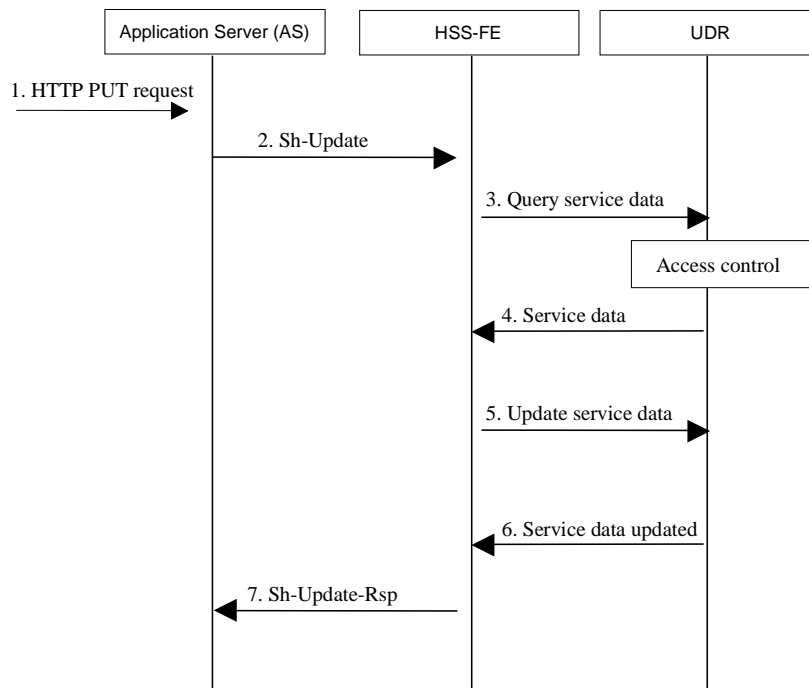 Application Server (AS)
HSS-FE
UDR
1. HTTP PUT request
2. Sh-Update
3. Query service data
Access control
4. Service data
5. Update service data
6. Service data updated
7. Sh-Update-Rsp